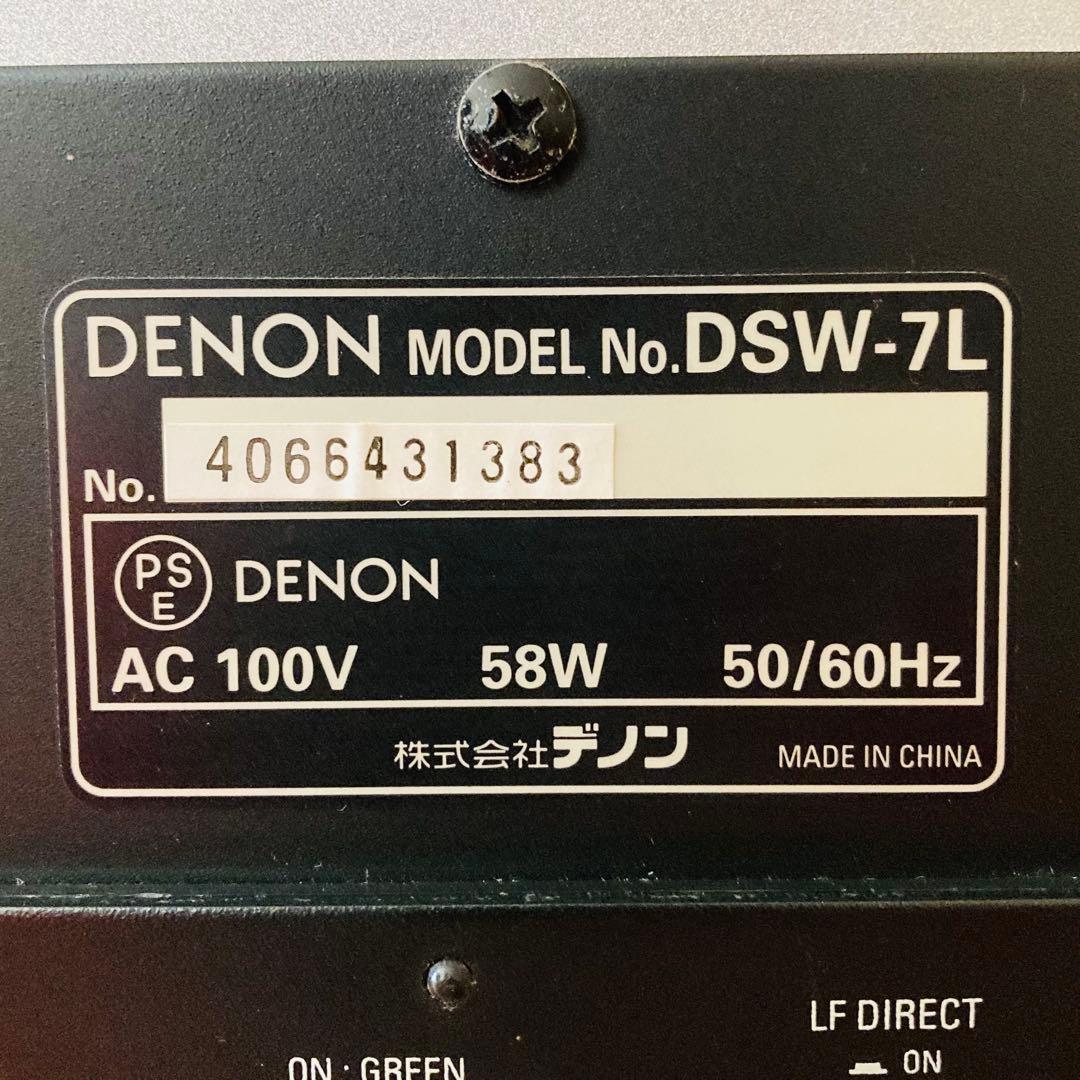 DENON MODEL No. DSW-7L
No. 4066431383
PSE DENON
AC 100V 58W 50/60Hz
株式会社デノン MADE IN CHINA
LF DIRECT
ON
ON : GREEN